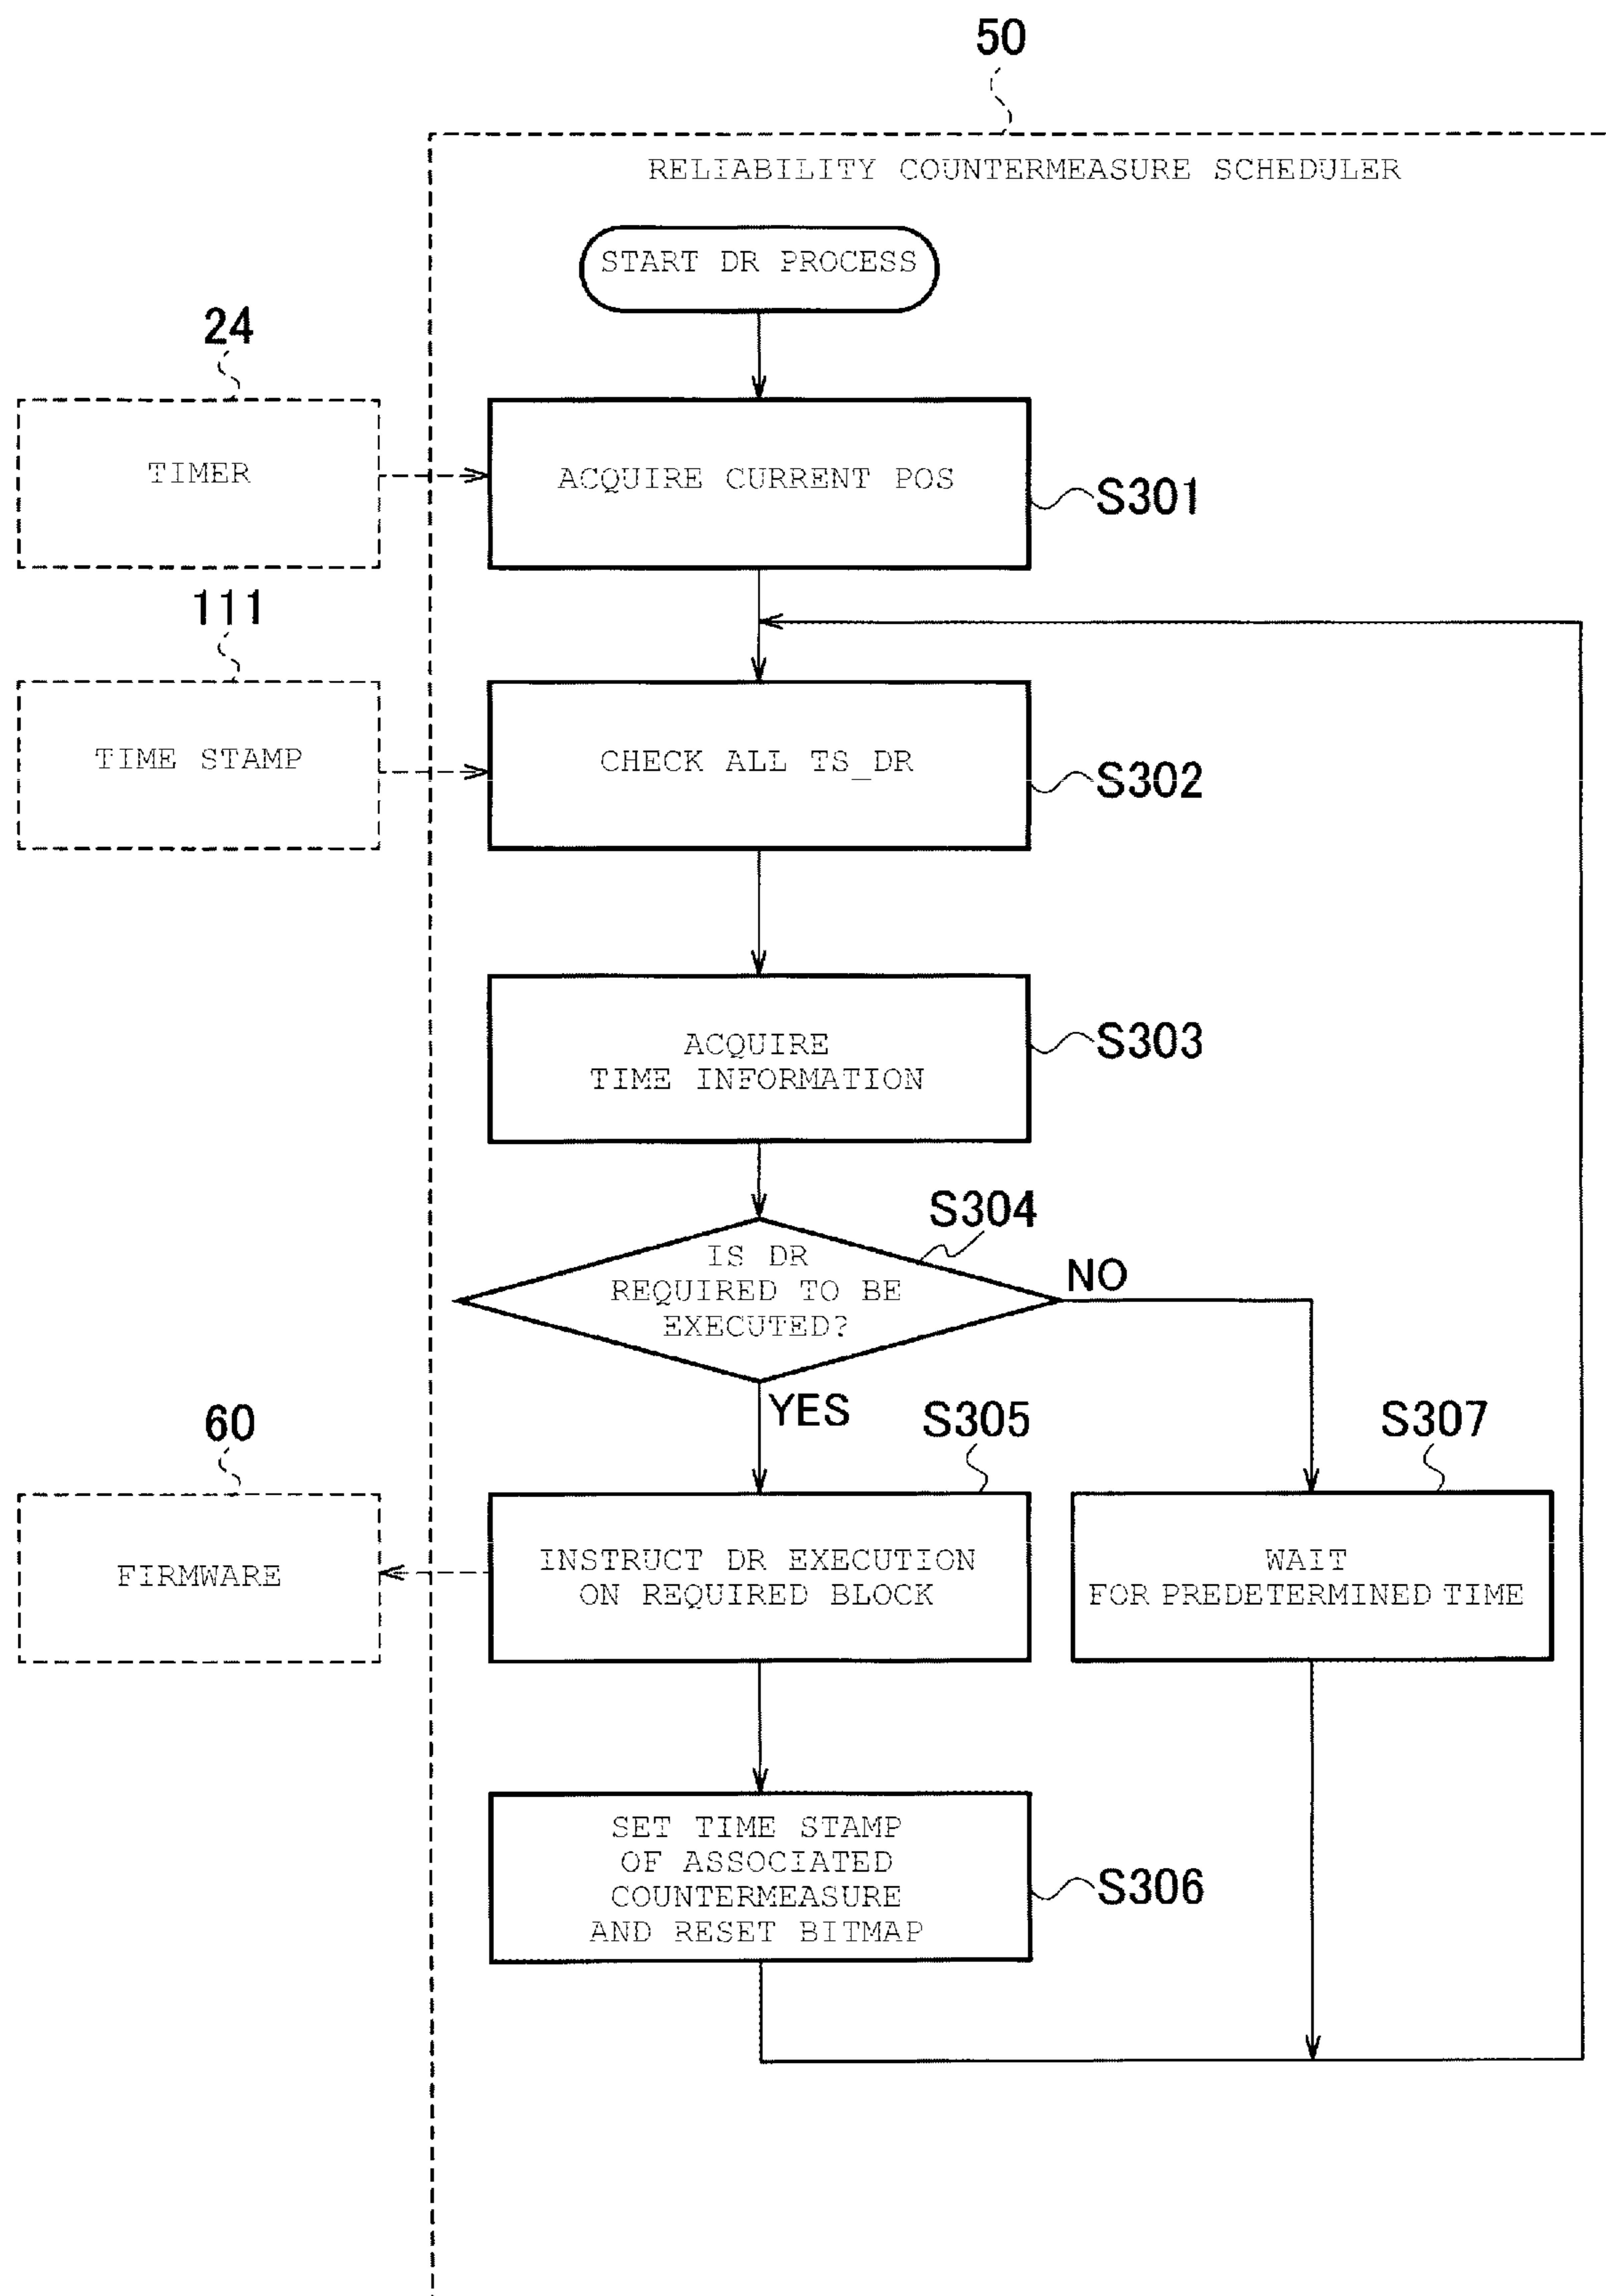 50
RELIABILITY COUNTERMEASURE SCHEDULER
START DR PROCESS
24
TIMER
ACQUIRE CURRENT POS
S301
111
TIME STAMP
CHECK ALL TS_DR
S302
ACQUIRE
TIME INFORMATION
S303
S304
IS DR
REQUIRED TO BE
EXECUTED?
NO
YES
60
FIRMWARE
S305
INSTRUCT DR EXECUTION
ON REQUIRED BLOCK
S307
WAIT
FOR PREDETERMINED TIME
SET TIME STAMP
OF ASSOCIATED
COUNTERMEASURE
AND RESET BITMAP
S306